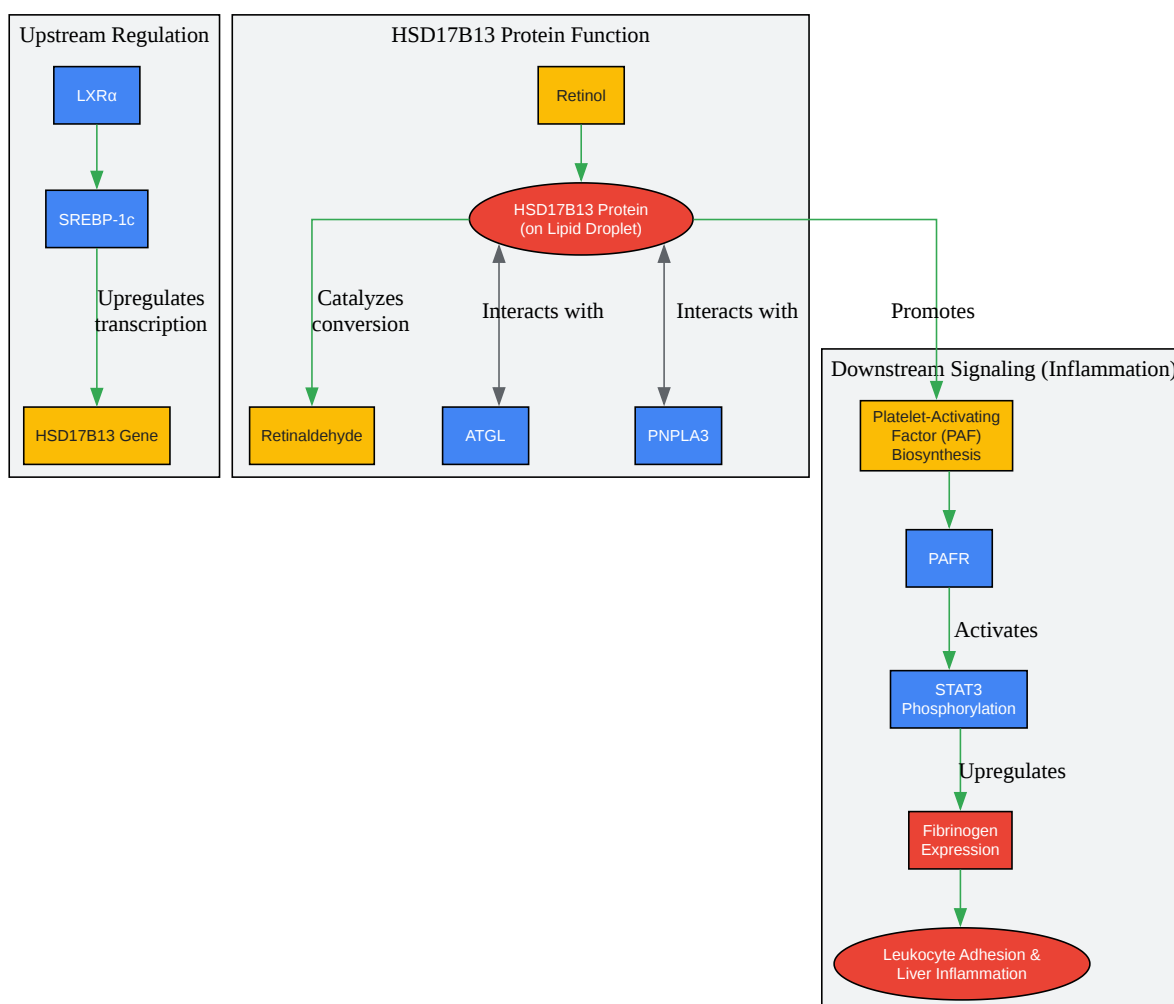 Upstream Regulation
LXRα
SREBP-1c
Upregulates
transcription
HSD17B13 Gene
HSD17B13 Protein Function
Retinol
HSD17B13 Protein
(on Lipid Droplet)
Catalyzes
conversion
Interacts with
Interacts with
Retinaldehyde
ATGL
PNPLA3
Promotes
Downstream Signaling (Inflammation)
Platelet-Activating
Factor (PAF)
Biosynthesis
PAFR
Activates
STAT3
Phosphorylation
Upregulates
Fibrinogen
Expression
Leukocyte Adhesion &
Liver Inflammation